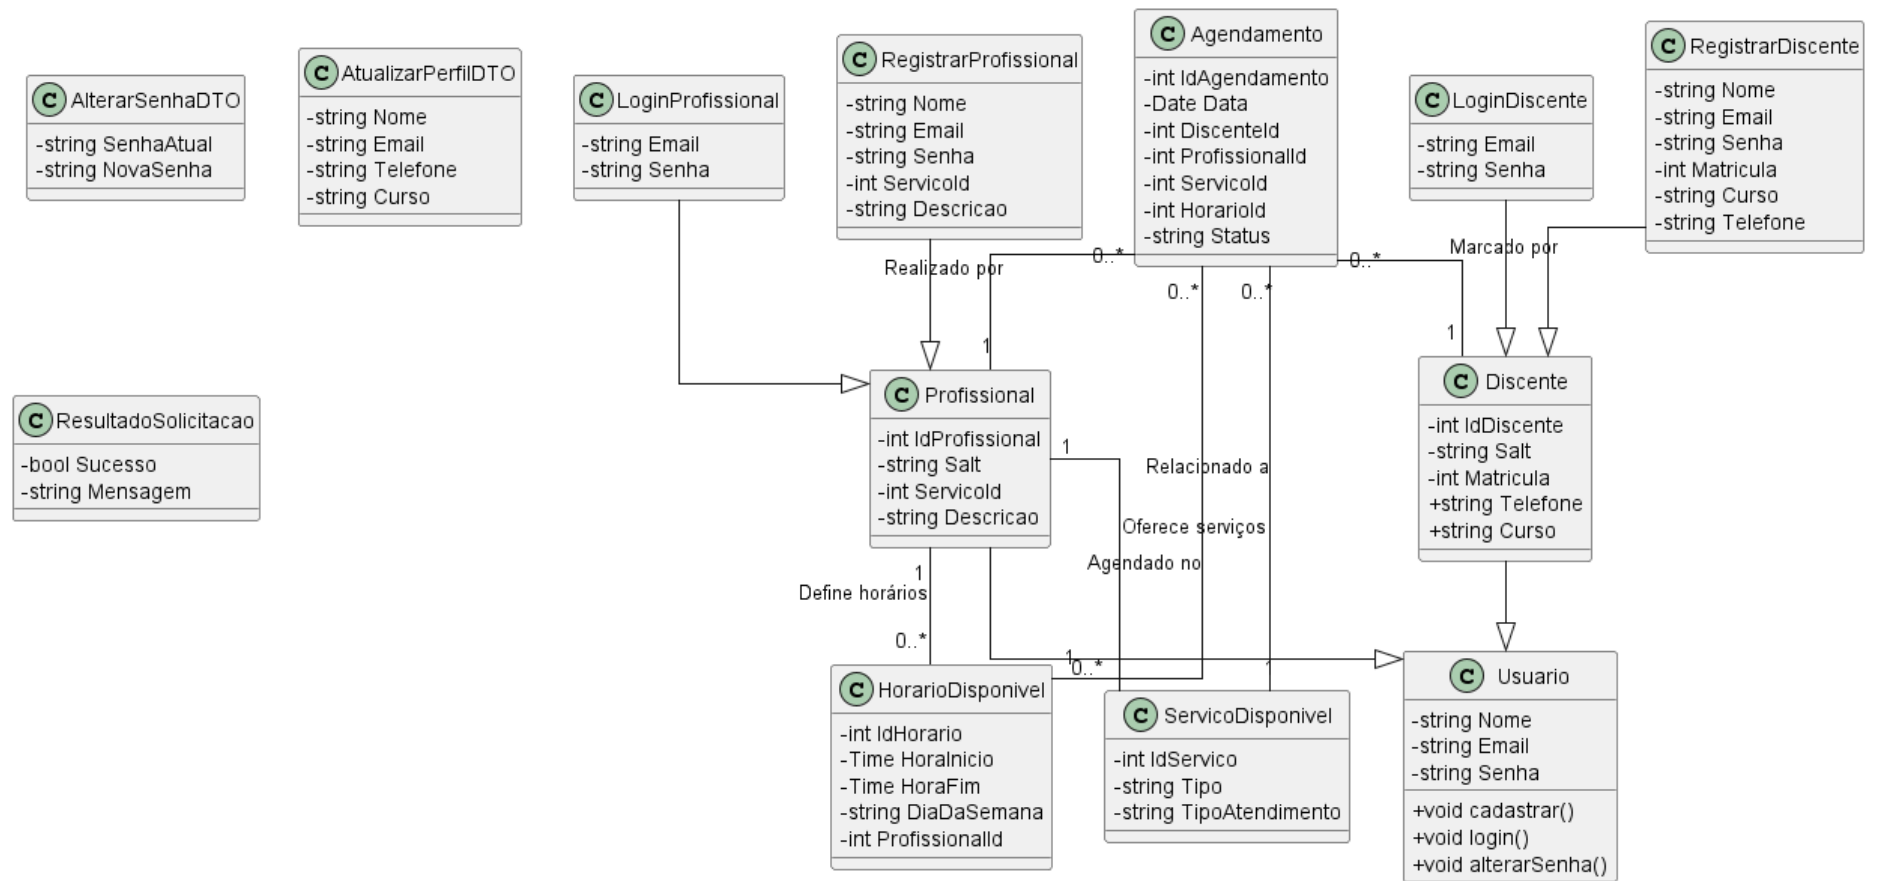 C AlterarSenhaDTO
-string SenhaAtual
-string NovaSenha
C AtualizarPerfilDTO
-string Nome
-string Email
-string Telefone
-string Curso
C LoginProfissional
-string Email
-string Senha
C RegistrarProfissional
-string Nome
-string Email
-string Senha
-int ServicoId
-string Descricao
C Agendamento
-int IdAgendamento
-Date Data
-int DiscenteId
-int ProfissionalId
-int ServicoId
-int HorarioId
-string Status
C LoginDiscente
-string Email
-string Senha
C RegistrarDiscente
-string Nome
-string Email
-string Senha
-int Matricula
-string Curso
-string Telefone
Realizado por
0..*
1
0..*
0..*
0..*
Marcado por
1
C ResultadoSolicitacao
-bool Sucesso
-string Mensagem
C Profissional
-int IdProfissional
-string Salt
-int ServicoId
-string Descricao
1
Relacionado a
Oferece serviços
Agendado no
C Discente
-int IdDiscente
-string Salt
-int Matricula
+string Telefone
+string Curso
1
Define horários
0..*
1
0..*
1
C HorarioDisponivel
-int IdHorario
-Time HoraInicio
-Time HoraFim
-string DiaDaSemana
-int ProfissionalId
C ServicoDisponivel
-int IdServico
-string Tipo
-string TipoAtendimento
C Usuario
-string Nome
-string Email
-string Senha
+void cadastrar()
+void login()
+void alterarSenha()